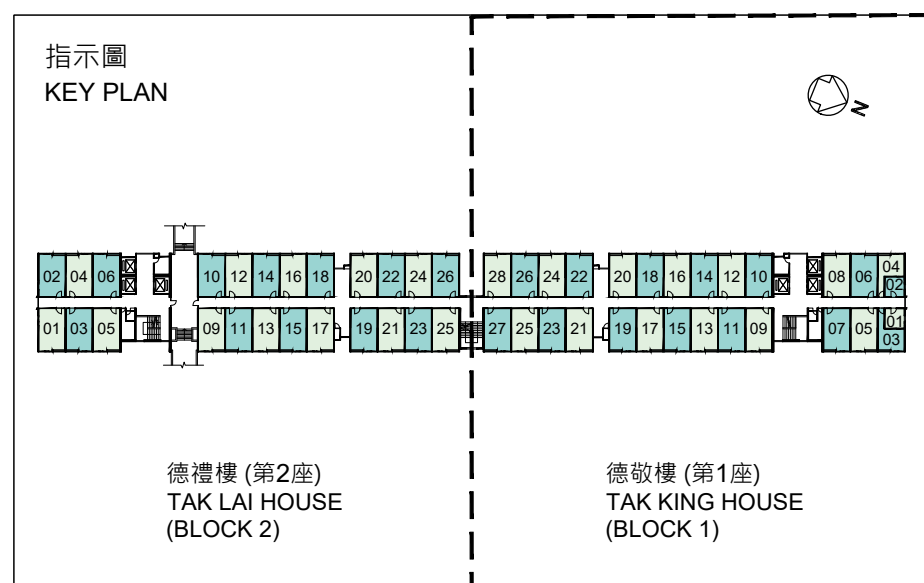 指示圖
KEY PLAN
N
02 04 06 10 12 14 16 18 20 22 24 26 28 26 24 22 20 18 16 14 12 10 08 06 04
02
01 03 05 09 11 13 15 17 19 21 23 25 27 25 23 21 19 17 15 13 11 09 07 05 01
03
德禮樓 (第2座)
TAK LAI HOUSE
(BLOCK 2)
德敬樓 (第1座)
TAK KING HOUSE
(BLOCK 1)